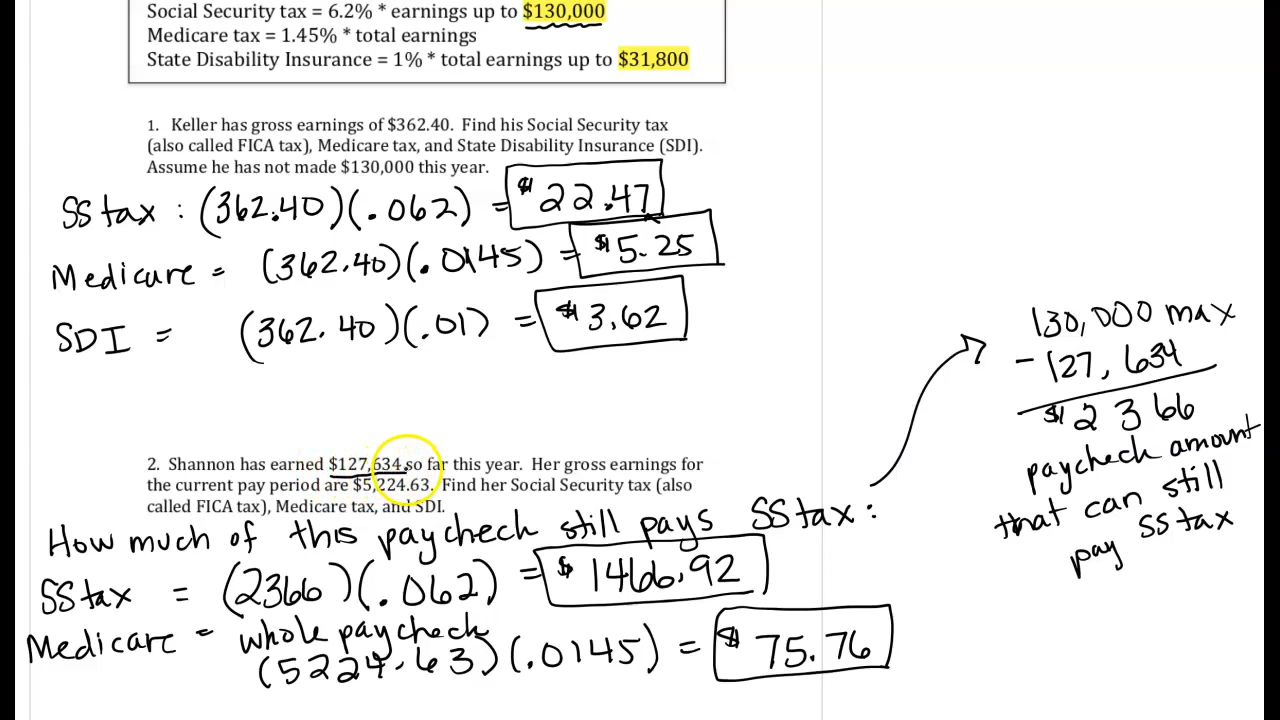 Social Security tax = 6.2% * earnings up to $130,000
Medicare tax = 1.45% * total earnings
State Disability Insurance = 1% * total earnings up to $31,800
1. Keller has gross earnings of $362.40. Find his Social Security tax
(also called FICA tax), Medicare tax, and State Disability Insurance (SDI).
Assume he has not made $130,000 this year.
SS tax : (362.40)(.062) = $22.47
Medicare = (362.40)(.0145) = $5.25
SDI = (362.40)(.01) = $3.62
130,000 max
- 127,634
$2366
paycheck amount
that can still
pay SS tax
2. Shannon has earned $127,634 so far this year. Her gross earnings for
the current pay period are $5,224.63. Find her Social Security tax (also
called FICA tax), Medicare tax, and SDI.
How much of this paycheck still pays SS tax:
SS tax = (2366)(.062) = $1466.92
Medicare = whole paycheck
(5224.63)(.0145) = $75.76